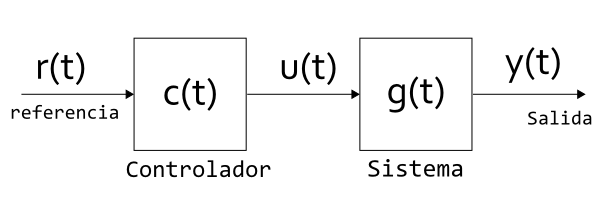 r(t)
referencia
c(t)
Controlador
u(t)
g(t)
Sistema
y(t)
Salida